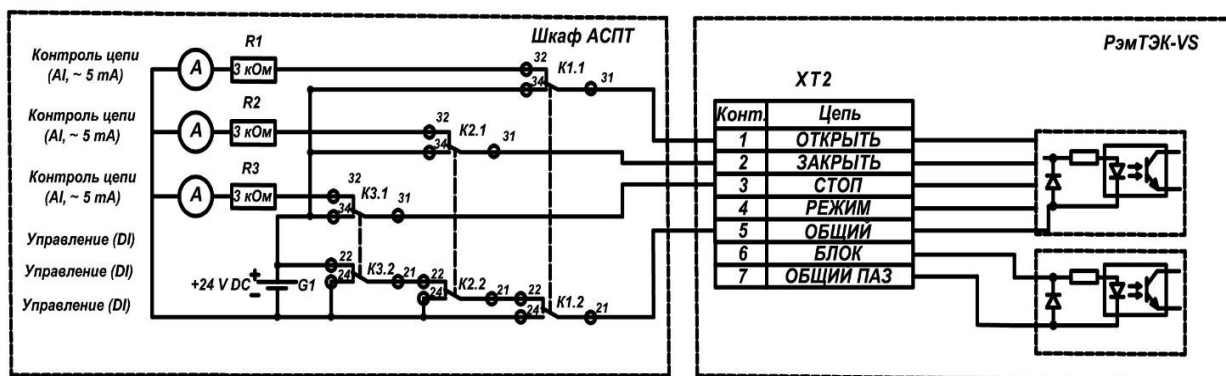 Шкаф АСПТ
РэмТЭК-VS
Контроль цепи
(AI, ~ 5 mA)
A
R1
3 кОм
32
34
K1.1
31
Контроль цепи
(AI, ~ 5 mA)
A
R2
3 кОм
32
34
K2.1
31
Контроль цепи
(AI, ~ 5 mA)
A
R3
3 кОм
32
34
K3.1
31
Управление (DI)
Управление (DI)
Управление (DI)
+24 V DC
+
-
G1
22
24
K3.2
21
22
24
K2.2
21
22
24
K1.2
21
XT2
Конт. Цепь
1 ОТКРЫТЬ
2 ЗАКРЫТЬ
3 СТОП
4 РЕЖИМ
5 ОБЩИЙ
6 БЛОК
7 ОБЩИЙ ПАЗ